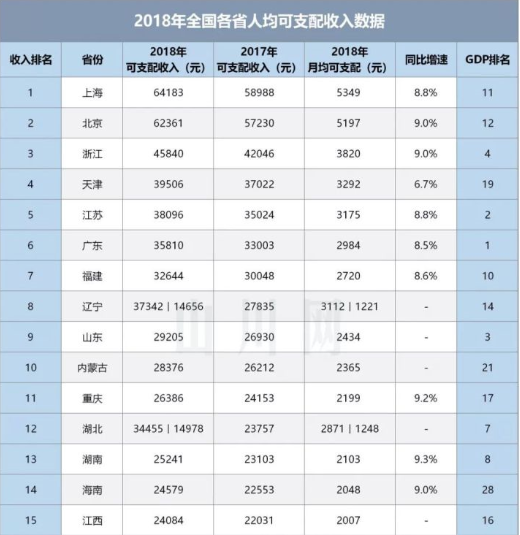 2018年全国各省人均可支配收入数据
收入排名 省份 2018年可支配收入（元） 2017年可支配收入（元） 2018年月均可支配（元） 同比增速 GDP排名
1 上海 64183 58988 5349 8.8% 11
2 北京 62361 57230 5197 9.0% 12
3 浙江 45840 42046 3820 9.0% 4
4 天津 39506 37022 3292 6.7% 19
5 江苏 38096 35024 3175 8.8% 2
6 广东 35810 33003 2984 8.5% 1
7 福建 32644 30048 2720 8.6% 10
8 辽宁 37342 | 14656 27835 3112 | 1221 - 14
9 山东 29205 26930 2434 - 3
10 内蒙古 28376 26212 2365 - 21
11 重庆 26386 24153 2199 9.2% 17
12 湖北 34455 | 14978 23757 2871 | 1248 - 7
13 湖南 25241 23103 2103 9.3% 8
14 海南 24579 22553 2048 9.0% 28
15 江西 24084 22031 2007 - 16
山川网